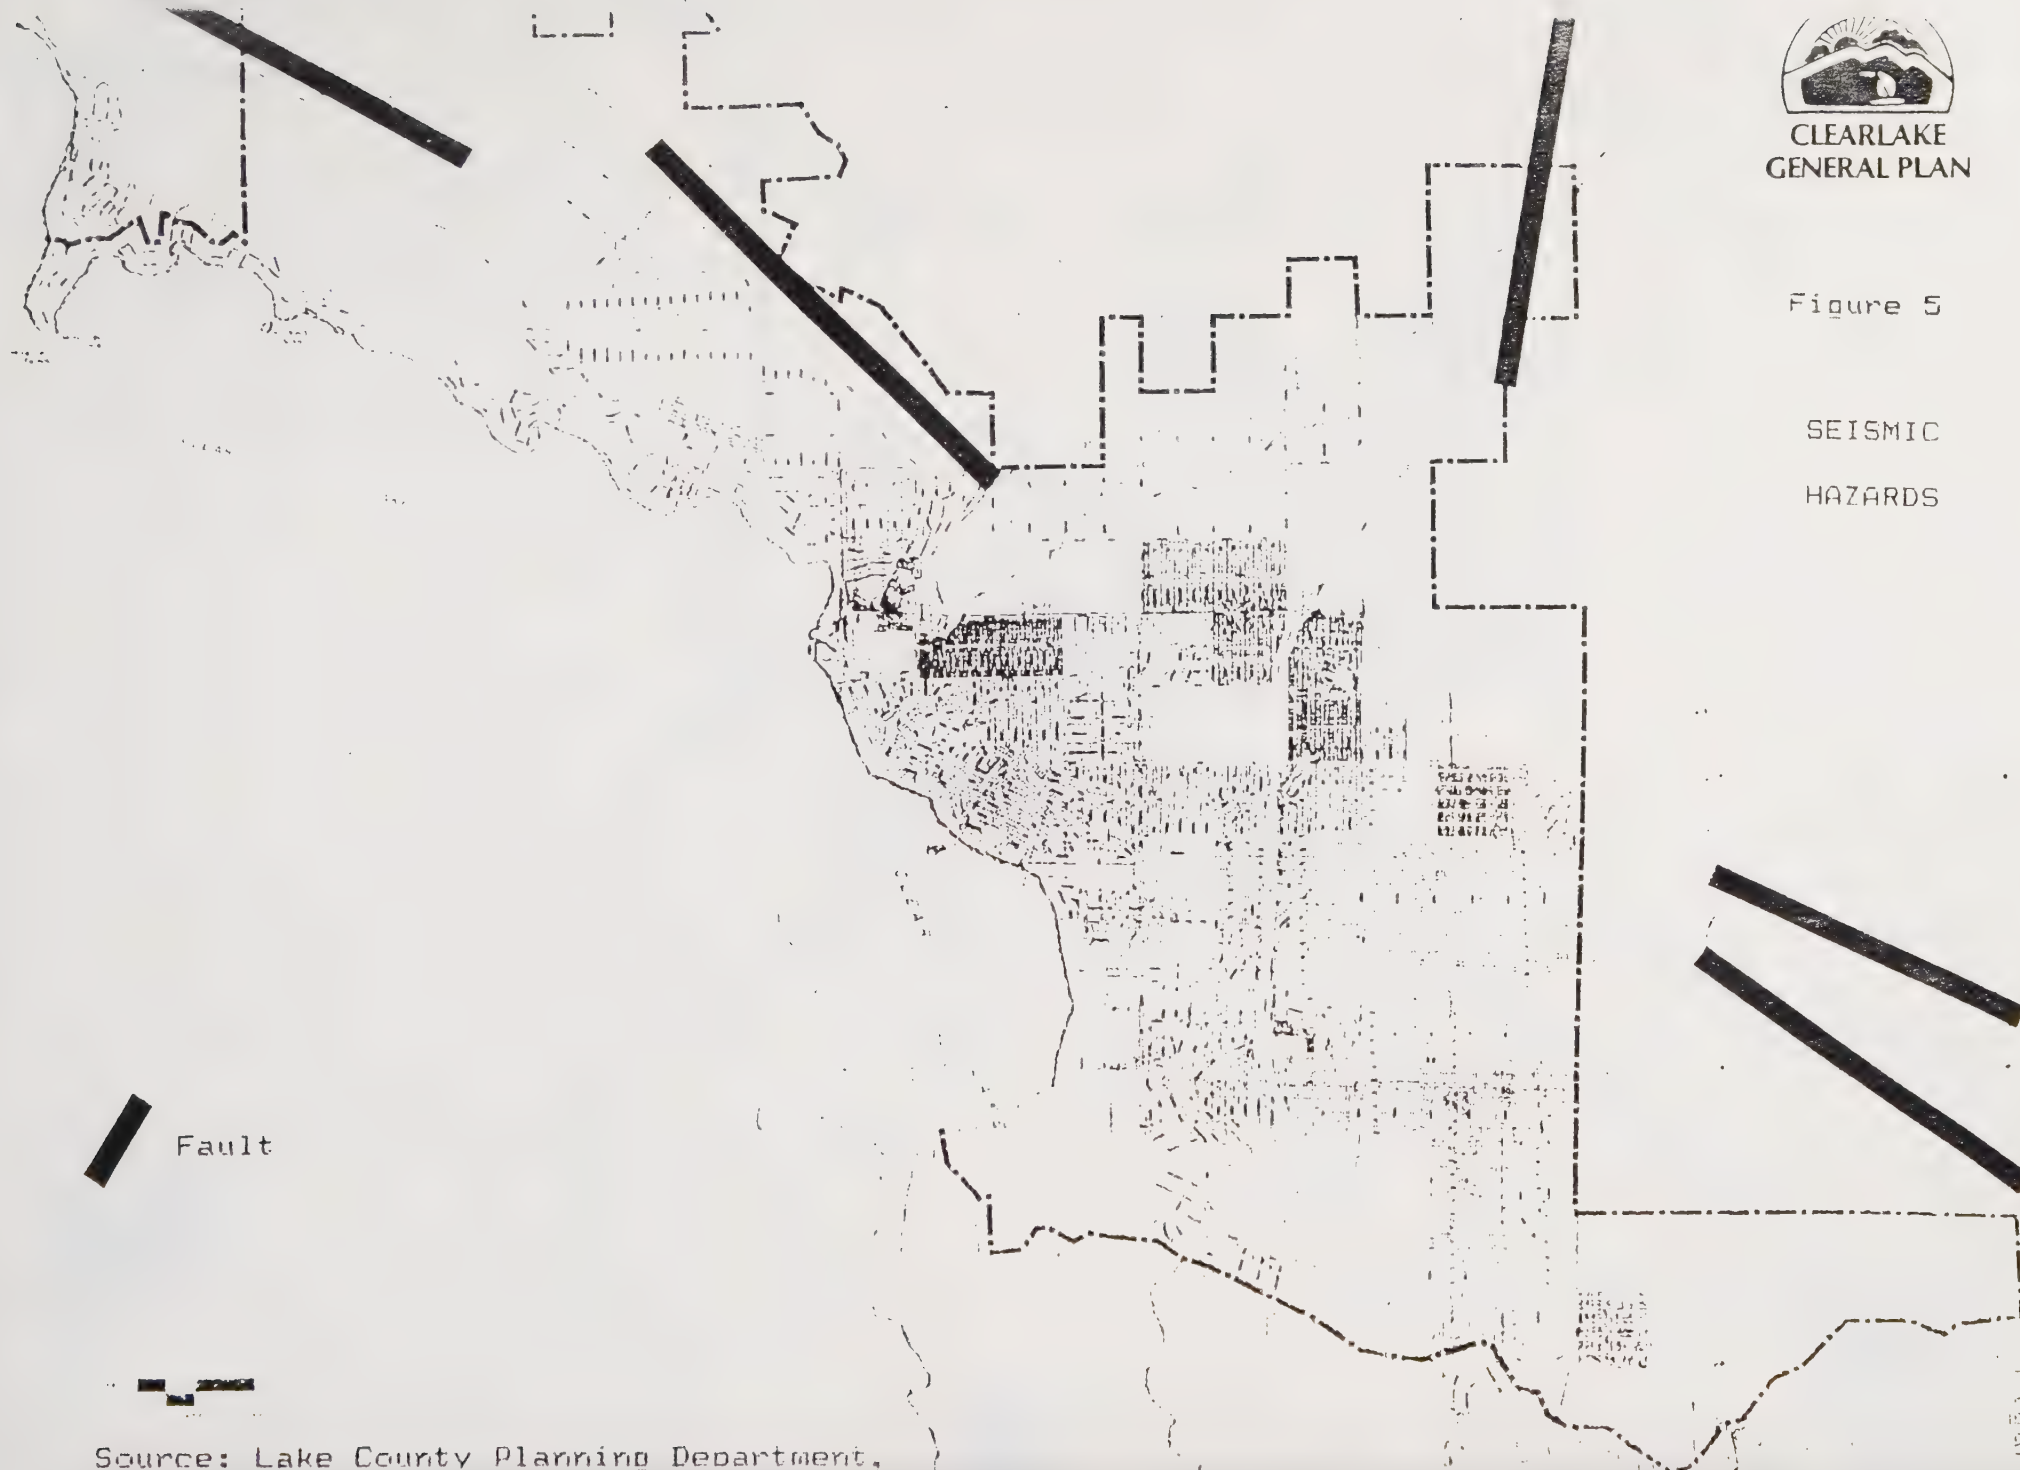 CLEARLAKE
GENERAL PLAN
Figure 5
SEISMIC
HAZARDS
Fault
Source: Lake County Planning Department.